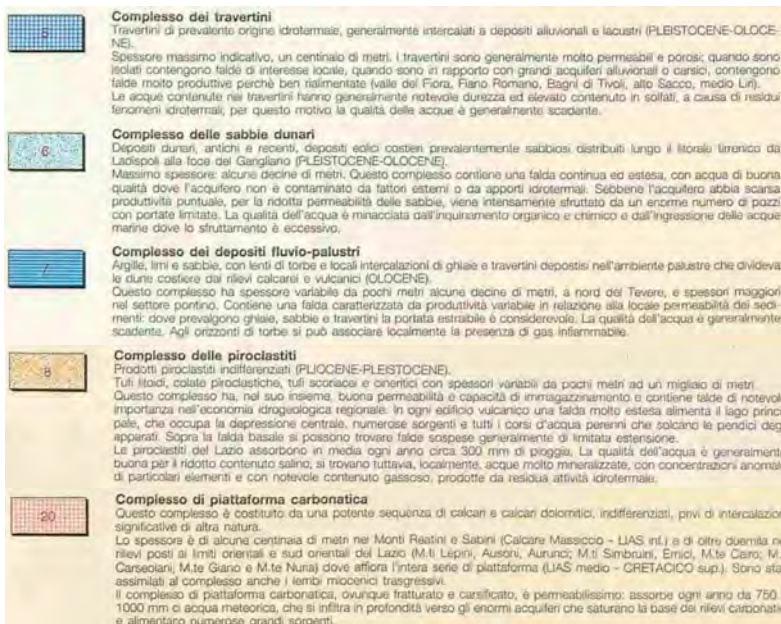 5
Complesso dei travertini
Travertini di prevalente origine idrotermale, generalmente intercalati a depositi alluvionali e lacustri (PLEISTOCENE-OLOCE-
NE).
Spessore massimo indicativo, un centinaio di metri. I travertini sono generalmente molto permeabili e porosi; quando sono
isolati contengono falde di interesse locale, quando sono in rapporto con grandi acquiferi alluvionali o carsici, contengono
falde molto produttive perchè ben rialimentate (valle del Fiora, Fiano Romano, Bagni di Tivoli, alto Sacco, medio Liri).
Le acque contenute nei travertini hanno generalmente notevole durezza ed elevato contenuto in solfati, a causa di residui
fenomeni idrotermali, per questo motivo la qualità delle acque è generalmente scadente.
6
Complesso delle sabbie dunari
Depositi dunari, antichi e recenti, depositi eolici costieri prevalentemente sabbiosi distribuiti lungo il litorale tirrenico da
Ladispoli alla foce del Gangliano (PLEISTOCENE-OLOCENE).
Massimo spessore: alcune decine di metri. Questo complesso contiene una falda continua ed estesa, con acqua di buona
qualità dove l'acquifero non è contaminato da fattori esterni o da apporti idrotermali. Sebbene l'acquifero abbia scarsa
produttività puntuale, per la ridotta permeabilità delle sabbie, viene intensamente sfruttato da un enorme numero di pozzi
con portate limitate. La qualità dell'acqua è minacciata dall'inquinamento organico e chimico e dall'ingressione delle acque
marine dove lo sfruttamento è eccessivo.
7
Complesso dei depositi fluvio-palustri
Argille, limi e sabbie, con lenti di torbe e locali intercalazioni di ghiaie e travertini depostisi nell'ambiente palustre che divideva
le dune costiere dai rilievi calcarei e vulcanici (OLOCENE).
Questo complesso ha spessore variabile da pochi metri alcune decine di metri, a nord del Tevere, e spessori maggiori
nel settore pontino. Contiene una falda caratterizzata da produttività variabile in relazione alla locale permeabilità dei sedi-
menti: dove prevalgono ghiaie, sabbie e travertini la portata estraibile è considerevole. La qualità dell'acqua è generalmente
scadente. Agli orizzonti di torbe si può associare localmente la presenza di gas infiammabile.
8
Complesso delle piroclastiti
Prodotti piroclastiti indifferenziati (PLIOCENE-PLEISTOCENE).
Tufi litoidi, colate piroclastiche, tufi scoriacei e cineritici con spessori variabili da pochi metri ad un migliaio di metri.
Questo complesso ha, nel suo insieme, buona permeabilità e capacità di immagazzinamento e contiene falde di notevol
importanza nell'economia idrogeologica regionale. In ogni edificio vulcanico una falda molto estesa alimenta il lago princ
pale, che occupa la depressione centrale, numerose sorgenti e tutti i corsi d'acqua perenni che solcano le pendici deg
apparati. Sopra la falda basale si possono trovare falde sospese generalmente di limitata estensione.
Le piroclastiti del Lazio assorbono in media ogni anno circa 300 mm di pioggia. La qualità dell'acqua è generalment
buona per il ridotto contenuto salino, si trovano tuttavia, localmente, acque molto mineralizzate, con concentrazioni anomal
di particolari elementi e con notevole contenuto gassoso, prodotte da residua attività idrotermale.
20
Complesso di piattaforma carbonatica
Questo complesso è costituito da una potente sequenza di calcari e calcari dolomitici, indifferenziati, privi di intercalazion
significative di altra natura.
Lo spessore è di alcune centinaia di metri nei Monti Reatini e Sabini (Calcare Massiccio - LIAS inf.) e di oltre duemila ne
rilievi posti ai limiti orientali e sud orientali del Lazio (M.ti Lepini, Ausoni, Aurunci; M.ti Simbruini, Ernici, M.te Cairo; M.
Carseolani, M.te Giano e M.te Nuria) dove affiora l'intera serie di piattaforma (LIAS medio - CRETACICO sup.). Sono sta
assimilati al complesso anche i lembi miocenici trasgressivi.
Il complesso di piattaforma carbonatica, ovunque fratturato e carsificato, è permeabilissimo: assorbe ogni anno da 750
1000 mm di acqua meteorica, che si infiltra in profondità verso gli enormi acquiferi che saturano la base dei rilievi carbonati
e alimentano numerose grandi sorgenti.